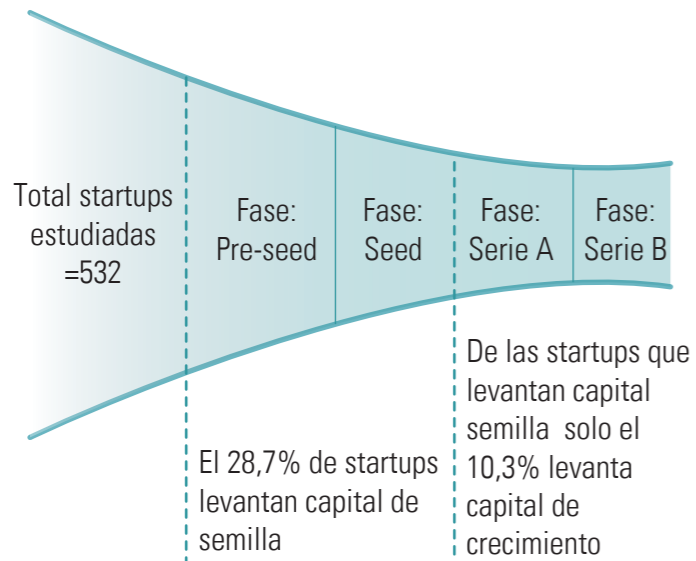 Total startups
estudiadas
=532
Fase:
Pre-seed
Fase:
Seed
Fase:
Serie A
Fase:
Serie B
El 28,7% de startups
levantan capital de
semilla
De las startups que
levantan capital
semilla solo el
10,3% levanta
capital de
crecimiento